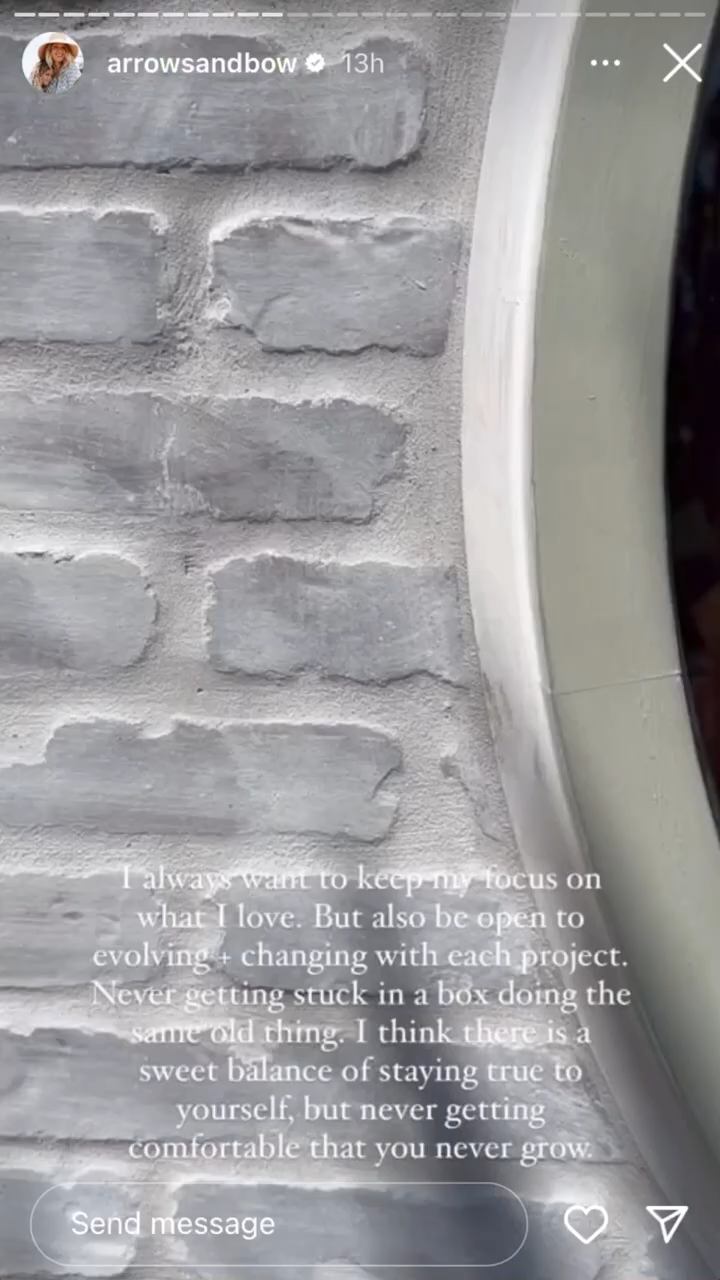 arrowsandbow 13h
I always want to keep my focus on
what I love. But also be open to
evolving + changing with each project.
Never getting stuck in a box doing the
same old thing. I think there is a
sweet balance of staying true to
yourself, but never getting
comfortable that you never grow.
Send message